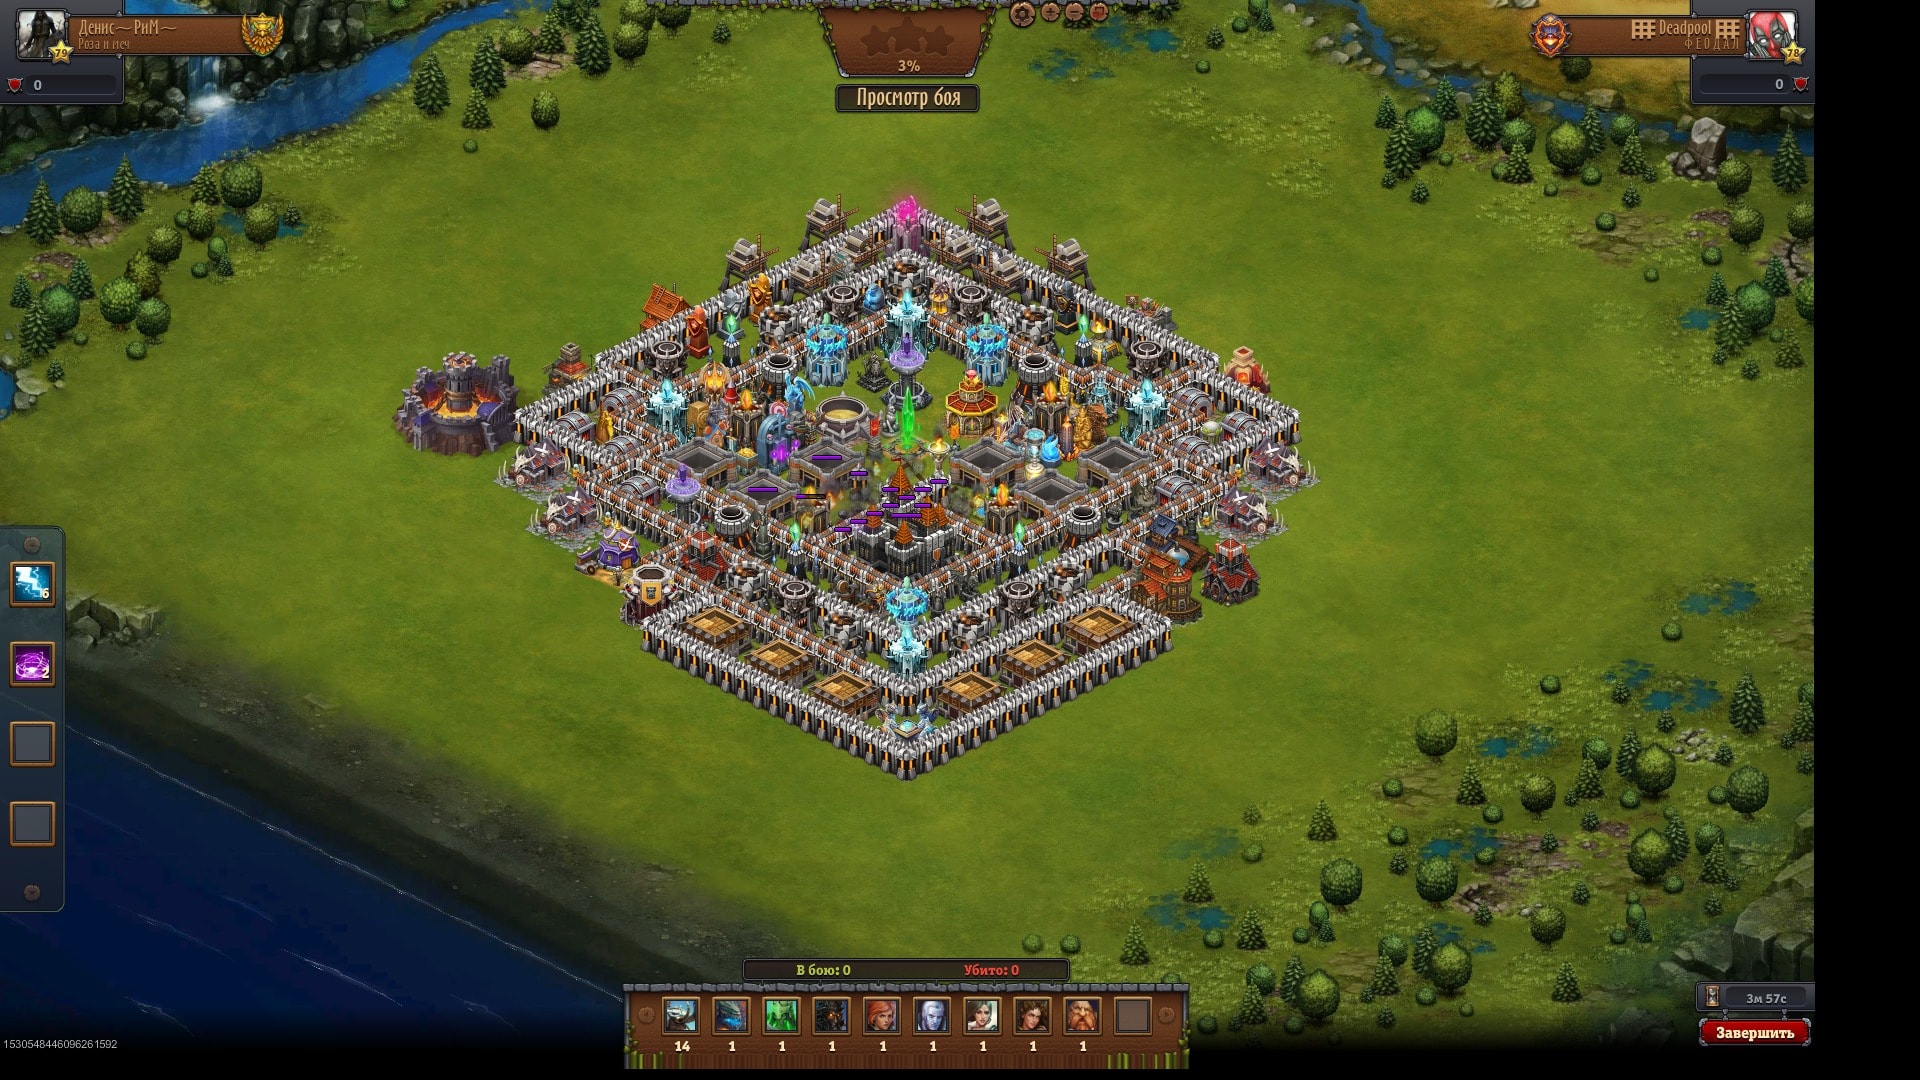 Денис~РиМ~
Роза и меч
79
0
3%
Просмотр боя
Deadpool
ФЕОДАЛ
78
0
6
2
В бою: 0 Убито: 0
14 1 1 1 1 1 1 1 1
3м 57с
Завершить
1530548446096261592